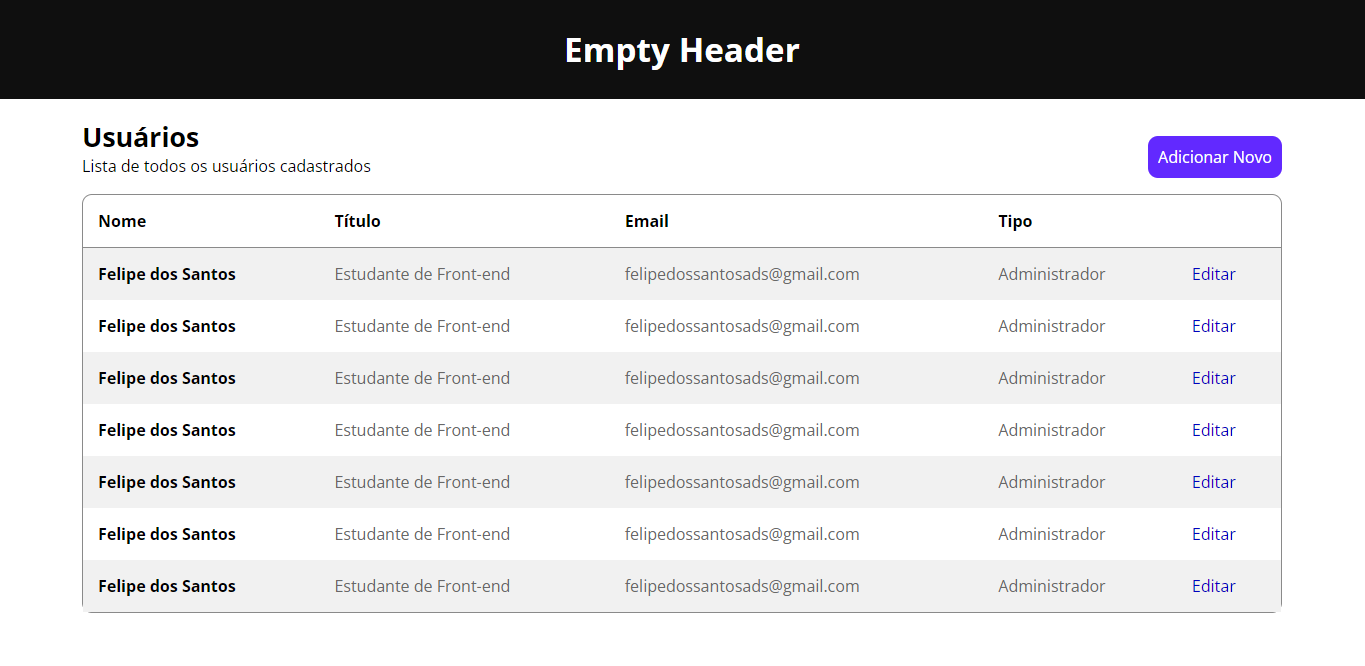 Empty Header
Usuários
Lista de todos os usuários cadastrados
Adicionar Novo
Nome Título Email Tipo
Felipe dos Santos Estudante de Front-end felipedossantosads@gmail.com Administrador Editar
Felipe dos Santos Estudante de Front-end felipedossantosads@gmail.com Administrador Editar
Felipe dos Santos Estudante de Front-end felipedossantosads@gmail.com Administrador Editar
Felipe dos Santos Estudante de Front-end felipedossantosads@gmail.com Administrador Editar
Felipe dos Santos Estudante de Front-end felipedossantosads@gmail.com Administrador Editar
Felipe dos Santos Estudante de Front-end felipedossantosads@gmail.com Administrador Editar
Felipe dos Santos Estudante de Front-end felipedossantosads@gmail.com Administrador Editar